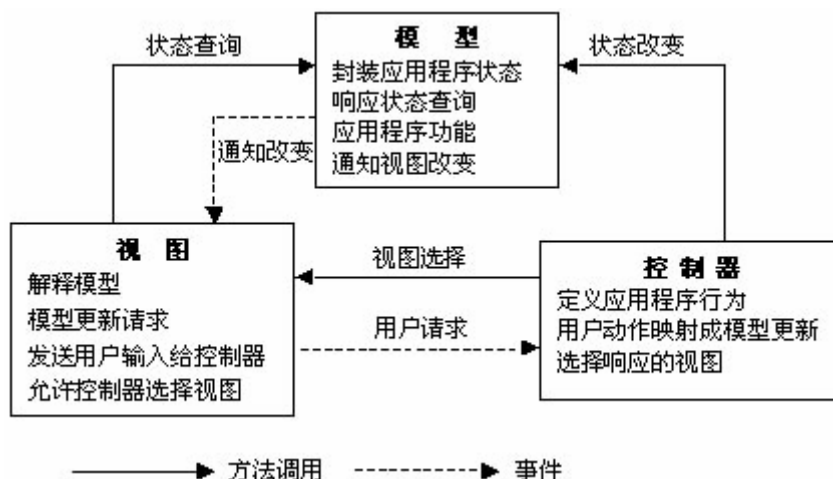 状态查询
模 型
状态改变
封装应用程序状态
响应状态查询
应用程序功能
通知视图改变
通知改变
视 图
解释模型
模型更新请求
发送用户输入给控制器
允许控制器选择视图
视图选择
用户请求
控 制 器
定义应用程序行为
用户动作映射成模型更新
选择响应的视图
方法调用
事件